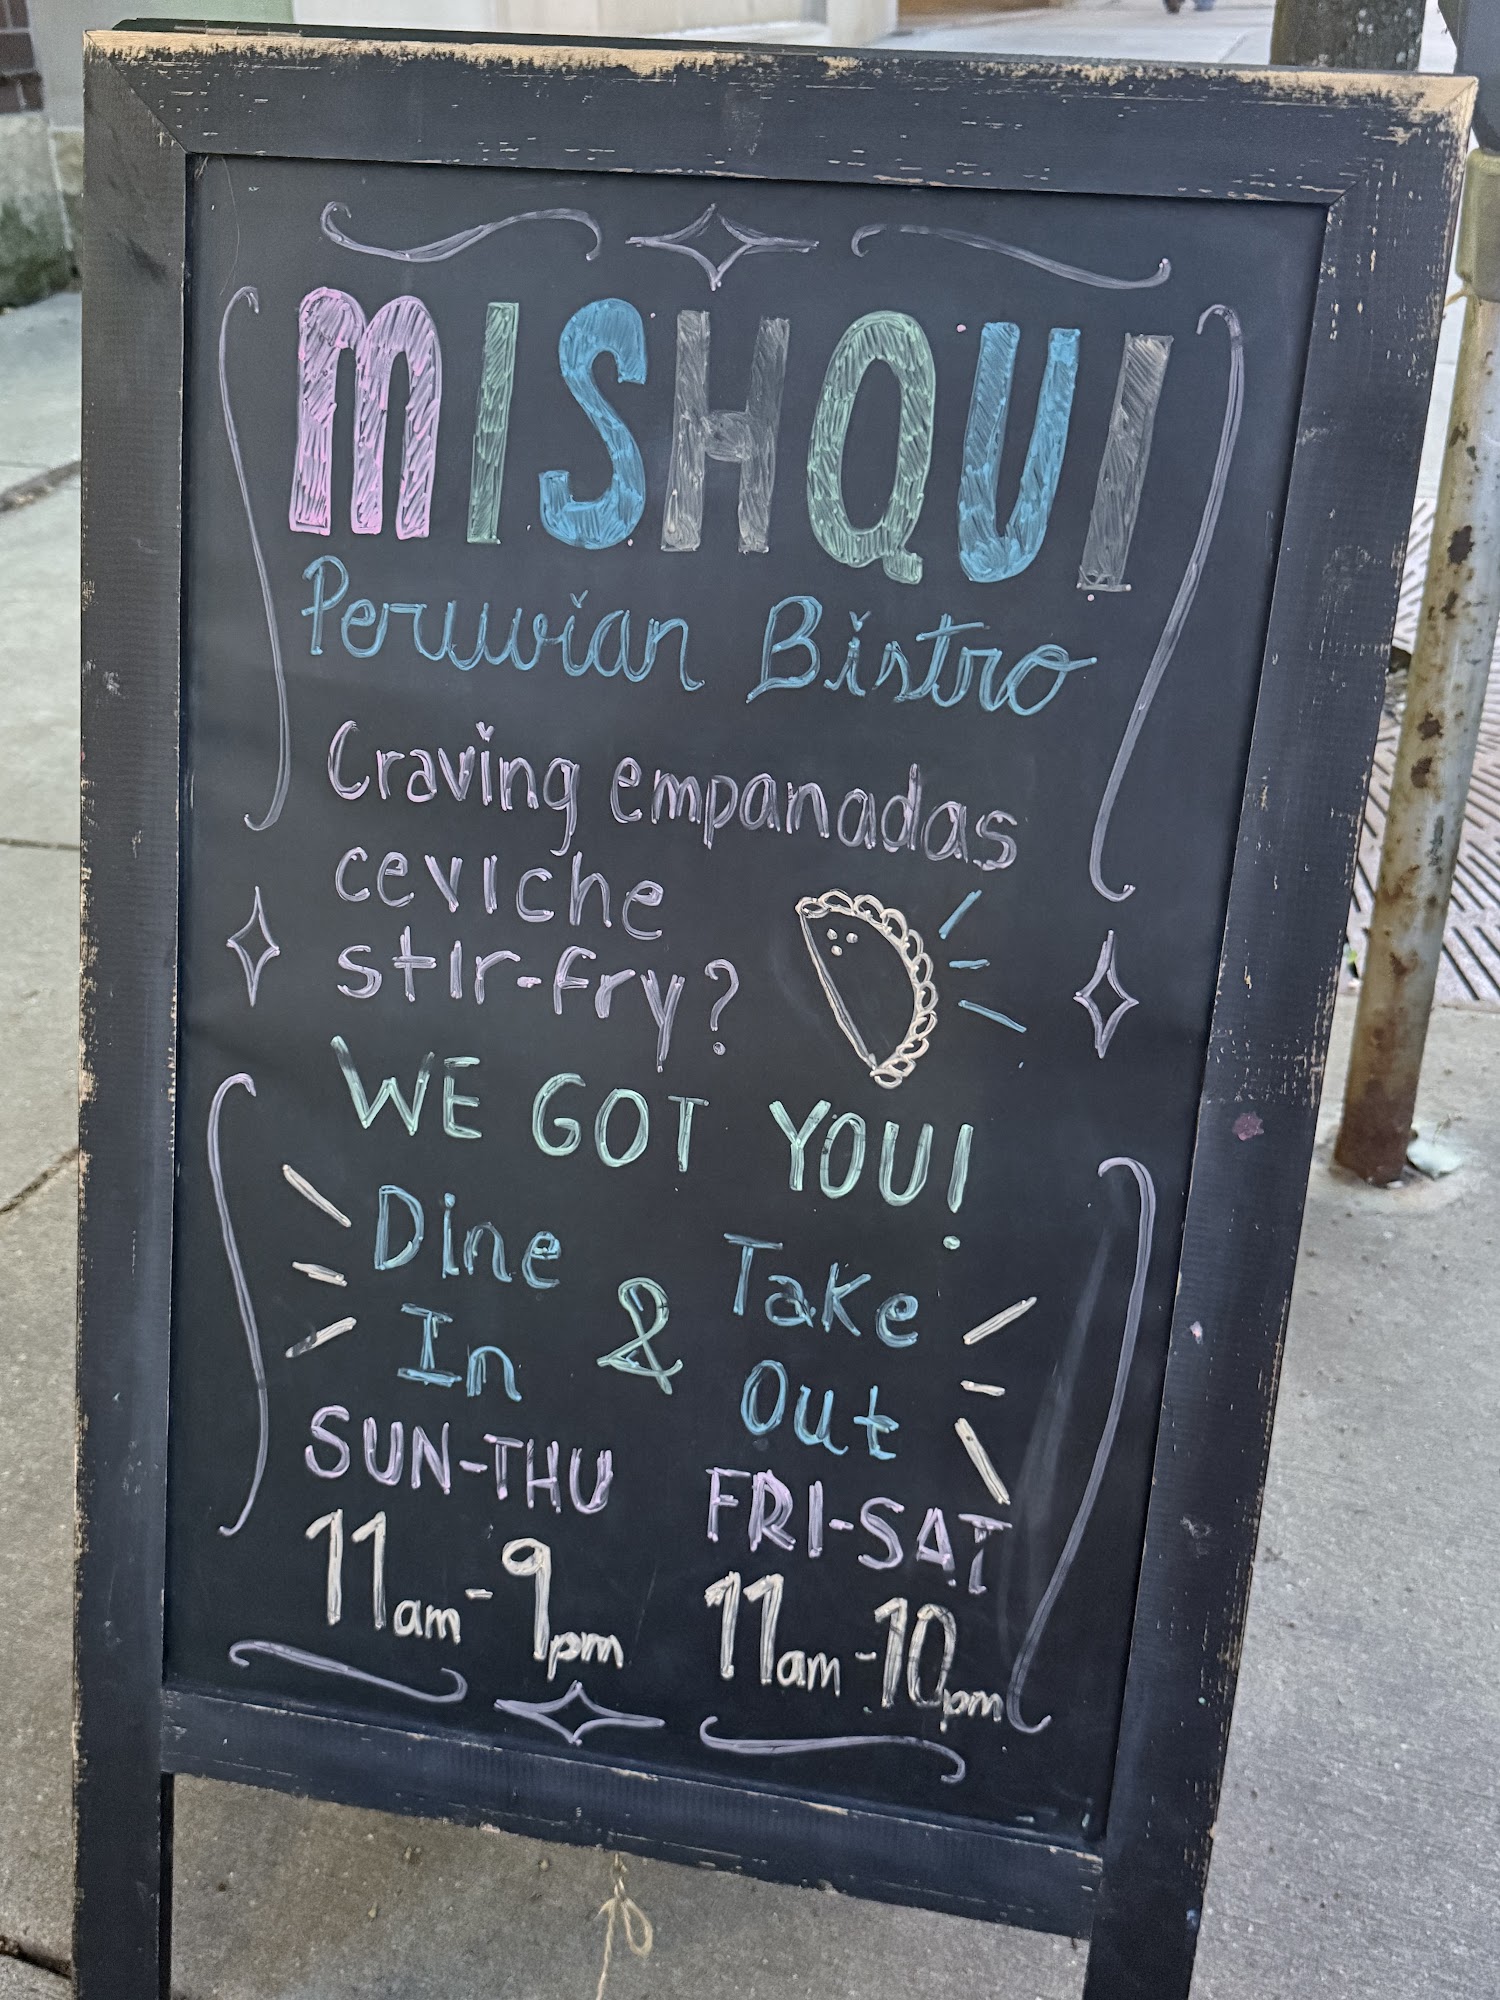 MISHQUI
Peruvian Bistro
Craving empanadas
ceviche
stir-fry?
WE GOT YOU!
Dine In & Take Out
SUN-THU
11am-9pm
FRI-SAT
11am-10pm